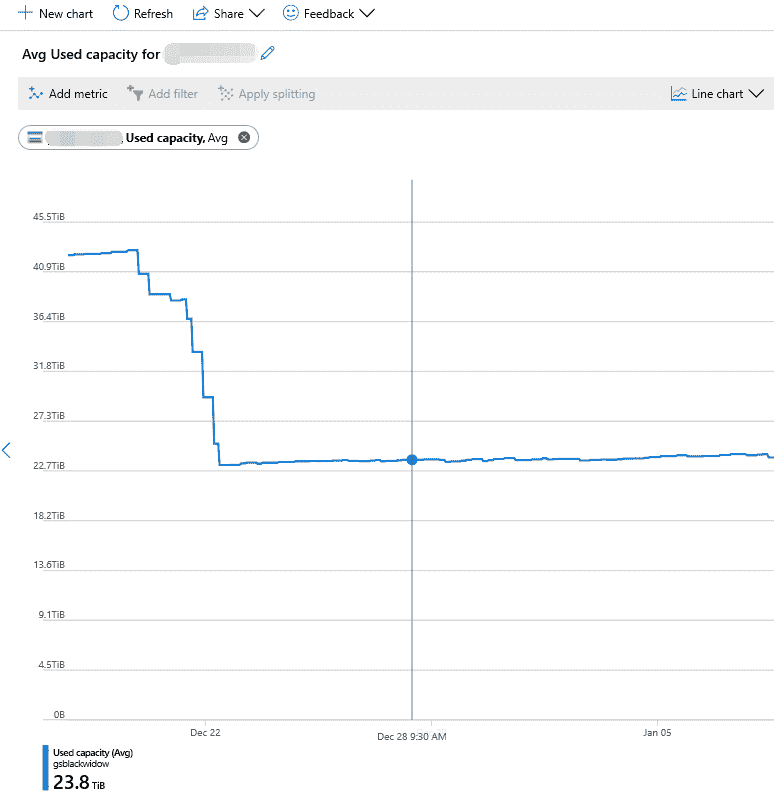 New chart Refresh Share Feedback
Avg Used capacity for
Add metric Add filter Apply splitting Line chart
Used capacity, Avg
45.5TiB
40.9TiB
36.4TiB
31.8TiB
27.3TiB
22.7TiB
18.2TiB
13.6TiB
9.1TiB
4.5TiB
0B
Dec 22 Dec 28 9:30 AM Jan 05
Used capacity (Avg)
gsblackwidow
23.8 TiB